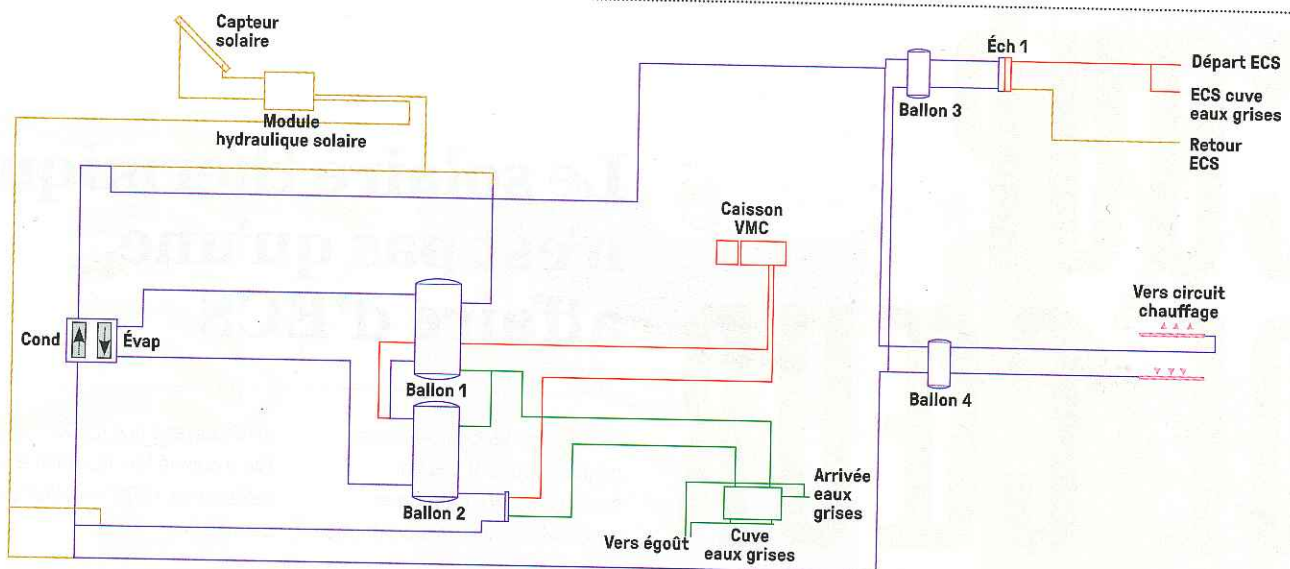 Capteur
solaire
Module
hydraulique solaire
Éch 1
Ballon 3
Départ ECS
ECS cuve
eaux grises
Retour
ECS
Caisson
VMC
Vers circuit
chauffage
Cond
Évap
Ballon 1
Ballon 4
Ballon 2
Arrivée
eaux
grises
Vers égoût
Cuve
eaux grises